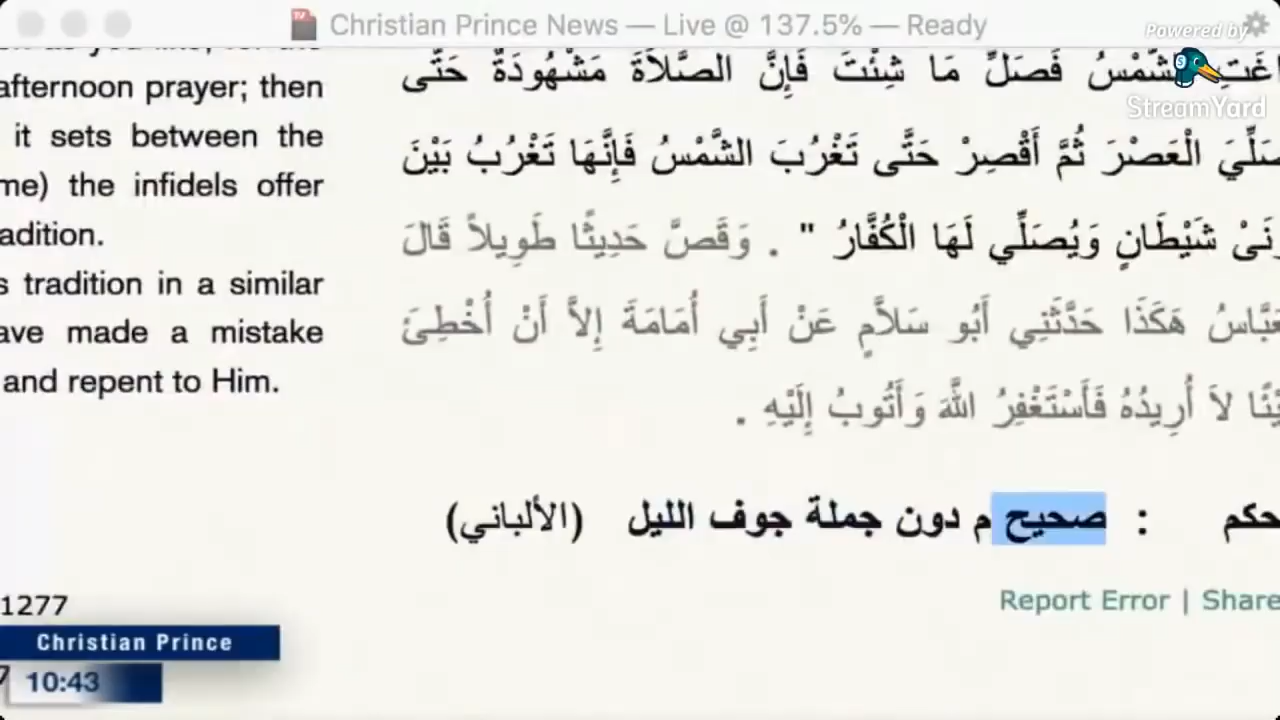 Christian Prince News — Live @ 137.5% — Ready
Powered by
StreamYard
afternoon prayer; then
it sets between the
me) the infidels offer
adition.
s tradition in a similar
ave made a mistake
and repent to Him.
الشَّمْسُ فَصَلِّ مَا شِئْتَ فَإِنَّ الصَّلاَةَ مَشْهُودَةٌ حَتَّى
الْعَصْرَ ثُمَّ أَقْصِرْ حَتَّى تَغْرُبَ الشَّمْسُ فَإِنَّهَا تَغْرُبُ بَيْنَ
شَيْطَانٍ وَيُصَلِّي لَهَا الْكُفَّارُ " . وَقَصَّ حَدِيثًا طَوِيلاً قَالَ
هَكَذَا حَدَّثَنِي أَبُو سَلاَّمٍ عَنْ أَبِي أُمَامَةَ إِلاَّ أَنْ أُخْطِئَ
لاَ أُرِيدُهُ فَأَسْتَغْفِرُ اللَّهَ وَأَتُوبُ إِلَيْهِ .
حكم : صحيح م دون جملة جوف الليل (الألباني)
Report Error | Share
1277
Christian Prince
10:43